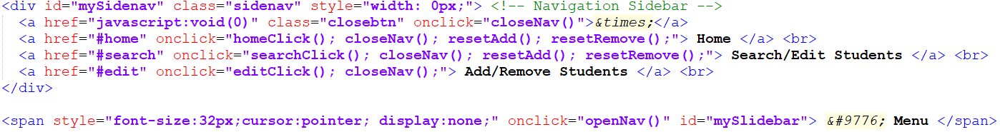 <div id="mySidenav" class="sidenav" style="width: 0px;"> <!-- Navigation Sidebar -->
<a href="javascript:void(0)" class="closebtn" onclick="closeNav()">&times;</a>
<a href="#home" onclick="homeClick(); closeNav(); resetAdd(); resetRemove();"> Home </a> <br>
<a href="#search" onclick="searchClick(); closeNav(); resetAdd(); resetRemove();"> Search/Edit Students </a> <br>
<a href="#edit" onclick="editClick(); closeNav();"> Add/Remove Students </a> <br>
</div>
<span style="font-size:32px;cursor:pointer; display:none;" onclick="openNav()" id="mySlidebar"> &#9776; Menu </span>